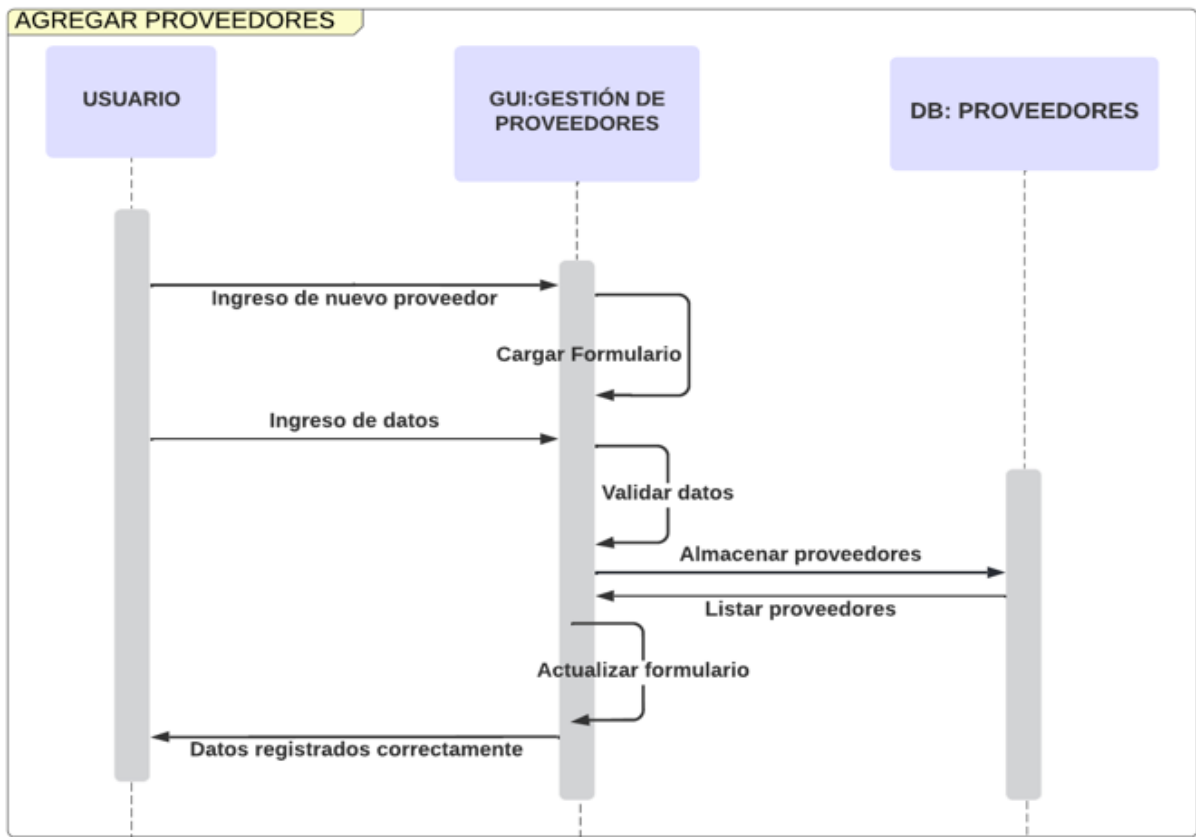 AGREGAR PROVEEDORES
USUARIO
GUI:GESTIÓN DE
PROVEEDORES
DB: PROVEEDORES
Ingreso de nuevo proveedor
Cargar Formulario
Ingreso de datos
Validar datos
Almacenar proveedores
Listar proveedores
Actualizar formulario
Datos registrados correctamente